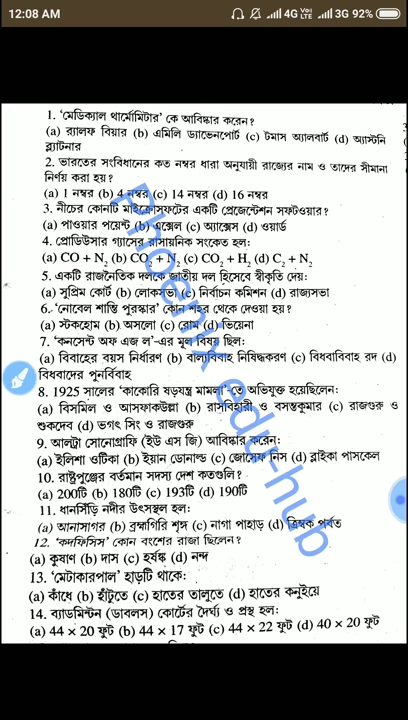 12:08 AM
4G VoLTE 3G 92%
1. 'মেডিক্যাল থার্মোমিটার' কে আবিষ্কার করেন?
(a) র‍্যালফ বিয়ার (b) এমিলি ড্যাভেনপোর্ট (c) টমাস অ্যালবার্ট (d) অ্যাস্টনি
ব্ল্যাটনার
2. ভারতের সংবিধানের কত নম্বর ধারা অনুযায়ী রাজ্যের নাম ও তাদের সীমানা
নির্ণয় করা হয়?
(a) 1 নম্বর (b) 4 নম্বর (c) 14 নম্বর (d) 16 নম্বর
3. নীচের কোনটি মাইক্রোসফটের একটি প্রেজেন্টেশন সফটওয়ার?
(a) পাওয়ার পয়েন্ট (b) এক্সেল (c) অ্যাক্সেস (d) ওয়ার্ড
4. প্রোডিউসার গ্যাসের রাসায়নিক সংকেত হল:
(a) CO + N₂ (b) CO₂ + N₂ (c) CO₂ + H₂ (d) C₂ + N₂
5. একটি রাজনৈতিক দলকে জাতীয় দল হিসেবে স্বীকৃতি দেয়:
(a) সুপ্রিম কোর্ট (b) লোকসভা (c) নির্বাচন কমিশন (d) রাজ্যসভা
6. 'নোবেল শান্তি পুরস্কার' কোন শহর থেকে দেওয়া হয়?
(a) স্টকহোম (b) অসলো (c) রোম (d) ভিয়েনা
7. 'কনসেন্ট অফ এজ ল'-এর মূল বিষয় ছিল:
(a) বিবাহের বয়স নির্ধারণ (b) বাল্যবিবাহ নিষিদ্ধকরণ (c) বিধবাবিবাহ রদ (d)
বিধবাদের পুনর্বিবাহ
8. 1925 সালের 'কাকোরি ষড়যন্ত্র মামলা'-তে অভিযুক্ত হয়েছিলেন:
(a) বিসমিল ও আসফাকউল্লা (b) রাসবিহারী ও বসন্তকুমার (c) রাজগুরু ও
শুকদেব (d) ভগৎ সিং ও রাজগুরু
9. আলট্রা সোনোগ্রাফি (ইউ এস জি) আবিষ্কার করেন:
(a) ইলিশা ওটিকা (b) ইয়ান ডোনাল্ড (c) জোসেফ নিস (d) ব্লাইকা পাসকেল
10. রাষ্ট্রপুঞ্জের বর্তমান সদস্য দেশ কতগুলি?
(a) 200টি (b) 180টি (c) 193টি (d) 190টি
11. ধানসিঁড়ি নদীর উৎসস্থল হল:
(a) আনাসাগর (b) ব্রহ্মগিরি শৃঙ্গ (c) নাগা পাহাড় (d) ত্রিম্বক পর্বত
12. 'কদফিসিস' কোন বংশের রাজা ছিলেন?
(a) কুষাণ (b) দাস (c) হর্ষঙ্ক (d) নন্দ
13. 'মেটাকারপাল' হাড়টি থাকে:
(a) কাঁধে (b) হাঁটুতে (c) হাতের তালুতে (d) হাতের কনুইয়ে
14. ব্যাডমিন্টন (ডাবলস) কোর্টের দৈর্ঘ্য ও প্রস্থ হল:
(a) 44 × 20 ফুট (b) 44 × 17 ফুট (c) 44 × 22 ফুট (d) 40 × 20 ফুট
Phoenix edu-hub